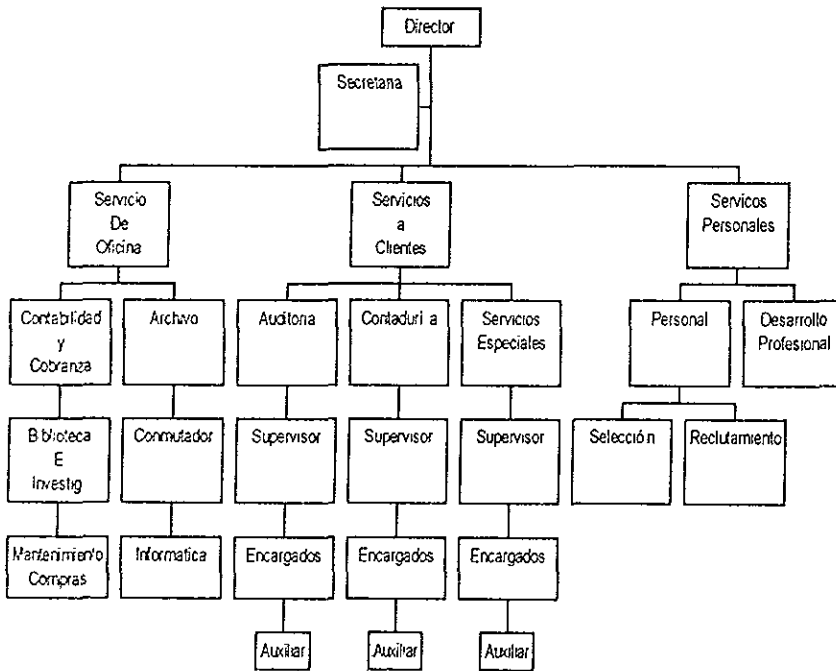 Director
Secretaria
Servicio
De
Oficina
Servicios
a
Clientes
Servicos
Personales
Contabilidad
y
Cobranza
Archivo
Auditoria
Contaduri a
Servicios
Especiales
Personal
Desarrollo
Profesional
Biblioteca
E
Investig
Conmutador
Supervisor
Supervisor
Supervisor
Selección
Reclutamiento
Mantenimiento
Compras
Informatica
Encargados
Encargados
Encargados
Auxiliar
Auxiliar
Auxiliar